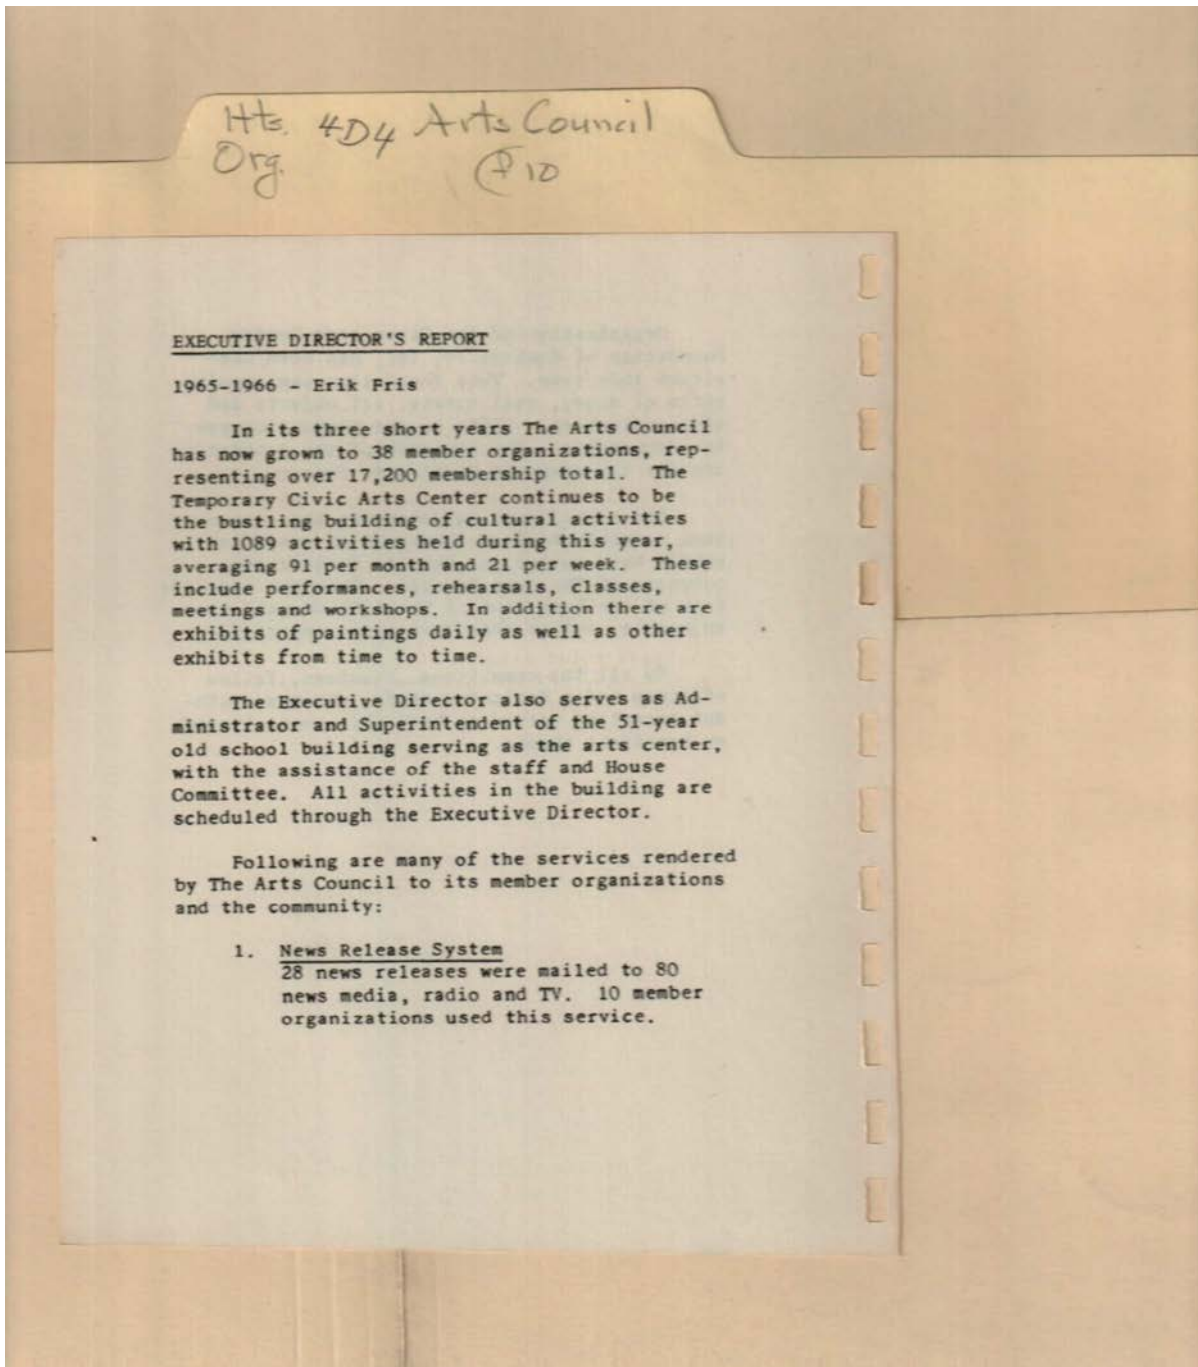 Hts. 4D4 Arts Council
Org. P10
EXECUTIVE DIRECTOR'S REPORT
1965-1966 - Erik Fris
In its three short years The Arts Council
has now grown to 38 member organizations, rep-
resenting over 17,200 membership total. The
Temporary Civic Arts Center continues to be
the bustling building of cultural activities
with 1089 activities held during this year,
averaging 91 per month and 21 per week. These
include performances, rehearsals, classes,
meetings and workshops. In addition there are
exhibits of paintings daily as well as other
exhibits from time to time.
The Executive Director also serves as Ad-
ministrator and Superintendent of the 51-year
old school building serving as the arts center,
with the assistance of the staff and House
Committee. All activities in the building are
scheduled through the Executive Director.
Following are many of the services rendered
by The Arts Council to its member organizations
and the community:
1. News Release System
28 news releases were mailed to 80
news media, radio and TV. 10 member
organizations used this service.